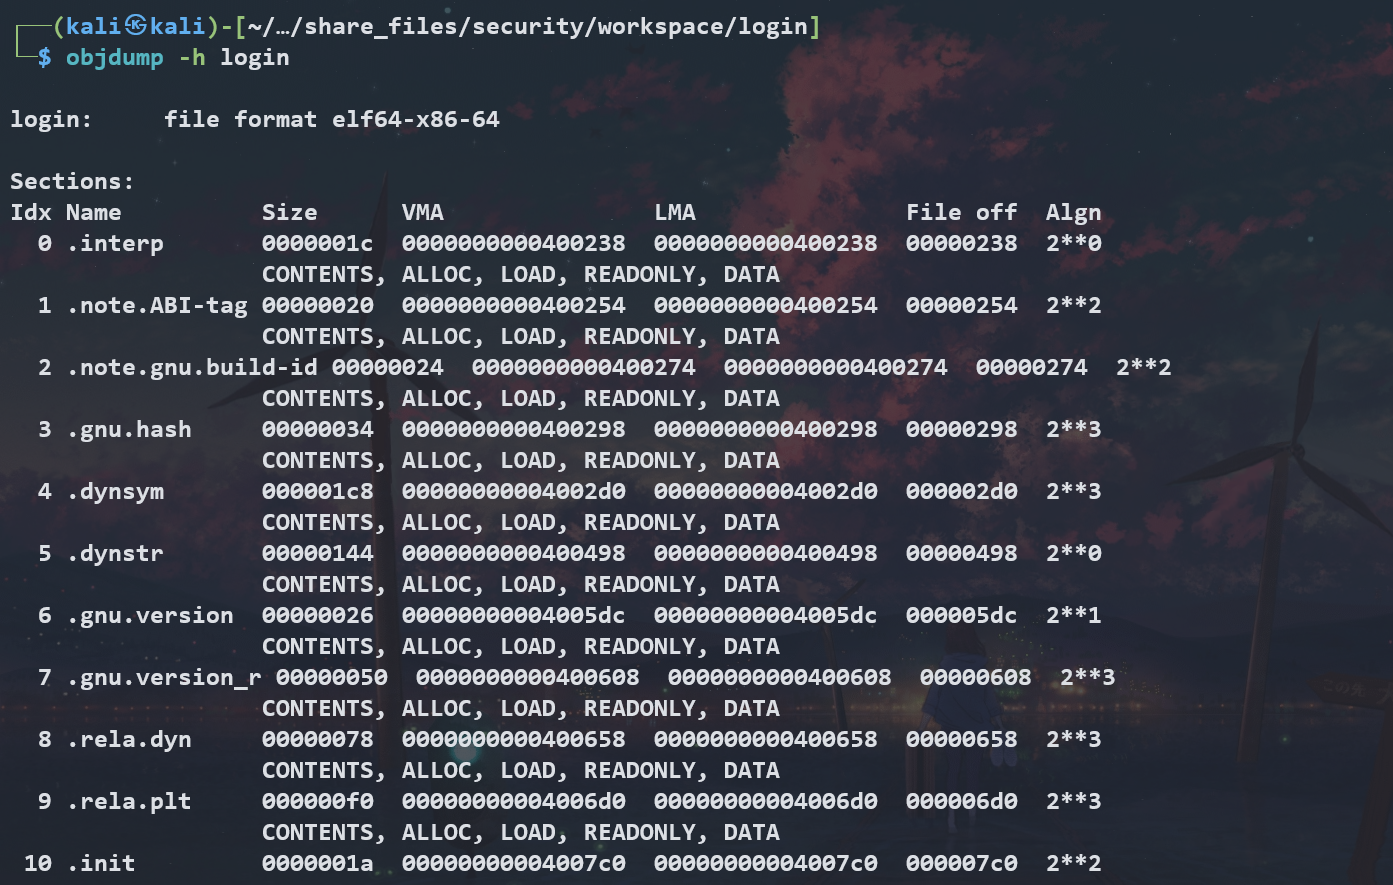 ┌──(kali㉿kali)-[~/…/share_files/security/workspace/login]
└─$ objdump -h login
login:     file format elf64-x86-64
Sections:
Idx Name          Size      VMA               LMA               File off  Algn
  0 .interp       0000001c  0000000000400238  0000000000400238  00000238  2**0
                  CONTENTS, ALLOC, LOAD, READONLY, DATA
  1 .note.ABI-tag 00000020  0000000000400254  0000000000400254  00000254  2**2
                  CONTENTS, ALLOC, LOAD, READONLY, DATA
  2 .note.gnu.build-id 00000024  0000000000400274  0000000000400274  00000274  2**2
                  CONTENTS, ALLOC, LOAD, READONLY, DATA
  3 .gnu.hash     00000034  0000000000400298  0000000000400298  00000298  2**3
                  CONTENTS, ALLOC, LOAD, READONLY, DATA
  4 .dynsym       000001c8  00000000004002d0  00000000004002d0  000002d0  2**3
                  CONTENTS, ALLOC, LOAD, READONLY, DATA
  5 .dynstr       00000144  0000000000400498  0000000000400498  00000498  2**0
                  CONTENTS, ALLOC, LOAD, READONLY, DATA
  6 .gnu.version  00000026  00000000004005dc  00000000004005dc  000005dc  2**1
                  CONTENTS, ALLOC, LOAD, READONLY, DATA
  7 .gnu.version_r 00000050  0000000000400608  0000000000400608  00000608  2**3
                  CONTENTS, ALLOC, LOAD, READONLY, DATA
  8 .rela.dyn     00000078  0000000000400658  0000000000400658  00000658  2**3
                  CONTENTS, ALLOC, LOAD, READONLY, DATA
  9 .rela.plt     000000f0  00000000004006d0  00000000004006d0  000006d0  2**3
                  CONTENTS, ALLOC, LOAD, READONLY, DATA
 10 .init         0000001a  00000000004007c0  00000000004007c0  000007c0  2**2